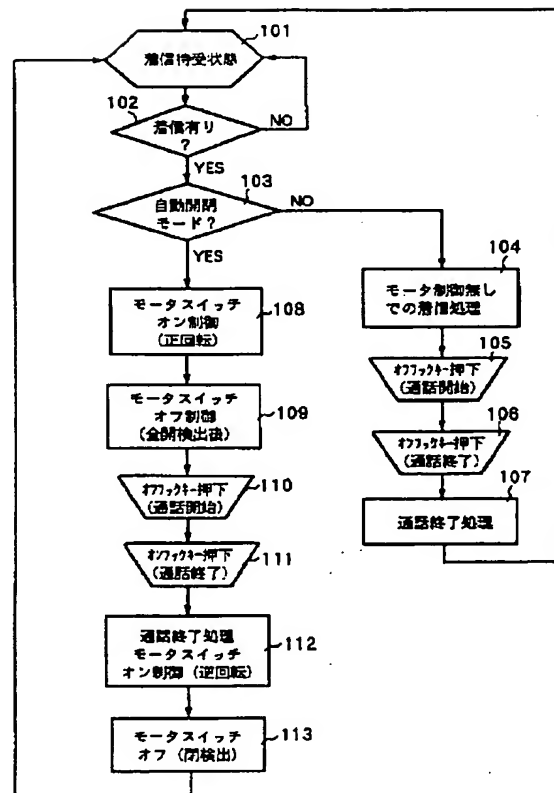 101
着信待受状態
102
着信有り
?
NO
YES
103
自動開閉
モード?
NO
YES
104
モータ制御無し
での着信処理
105
オフフックキー押下
(通話開始)
106
オンフックキー押下
(通話終了)
107
通話終了処理
モータスイッチ
オン制御
(正回転)
108
モータスイッチ
オフ制御
(全開検出後)
109
オフフックキー押下
(通話開始)
110
オンフックキー押下
(通話終了)
111
通話終了処理
モータスイッチ
オン制御(逆回転)
112
モータスイッチ
オフ(閉検出)
113